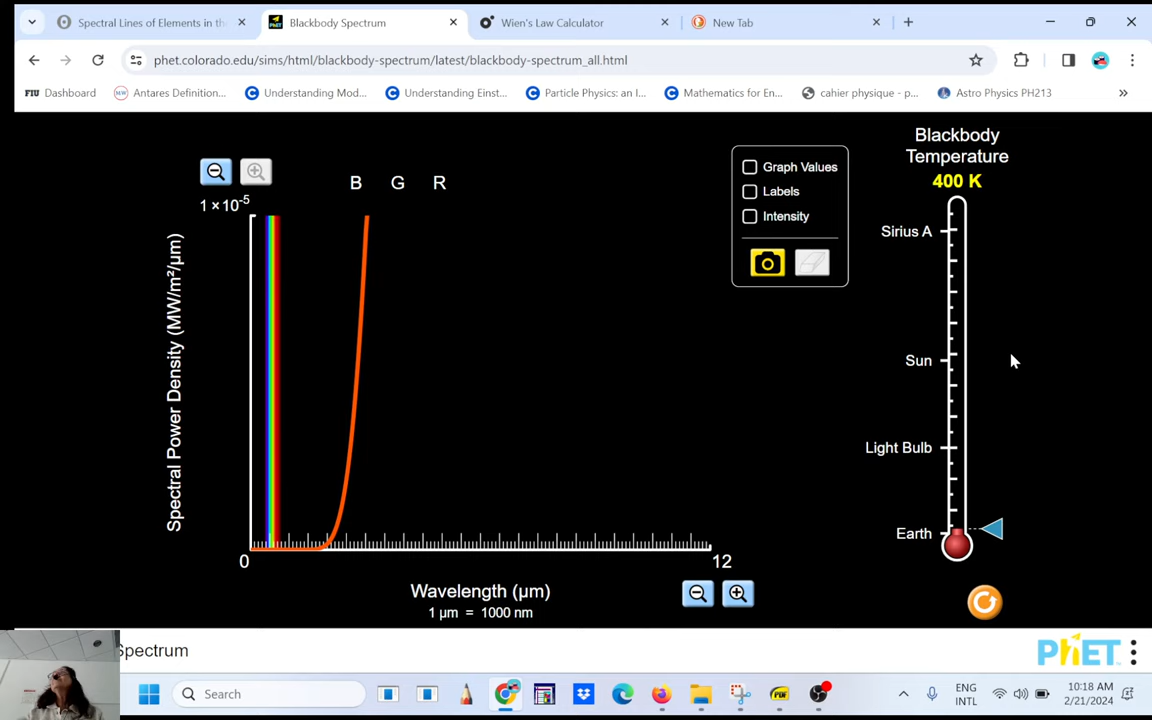 Spectral Lines of Elements in th
Blackbody Spectrum
Wien's Law Calculator
New Tab
phet.colorado.edu/sims/html/blackbody-spectrum/latest/blackbody-spectrum_all.html
FIU Dashboard
Antares Definition...
Understanding Mod...
Understanding Einst...
Particle Physics: an I...
Mathematics for En...
cahier physique - p...
Astro Physics PH213
Blackbody
Temperature
400 K
B G R
1 × 10⁻⁵
Spectral Power Density (MW/m²/μm)
0
12
Wavelength (μm)
1 μm = 1000 nm
Graph Values
Labels
Intensity
Sirius A
Sun
Light Bulb
Earth
Spectrum
PhET
Search
ENG
INTL
10:18 AM
2/21/2024